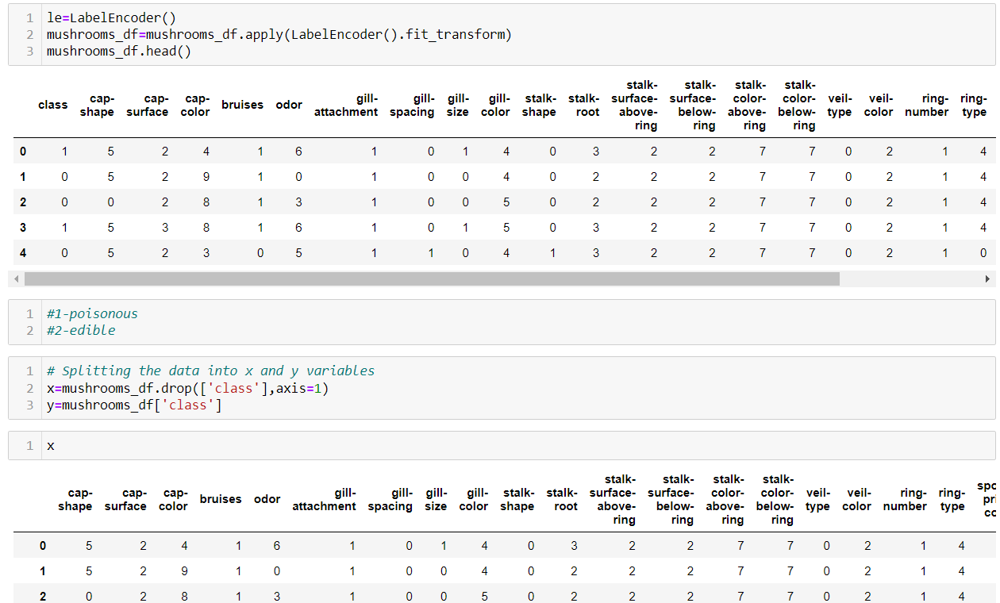 1 le=LabelEncoder()
2 mushrooms_df=mushrooms_df.apply(LabelEncoder().fit_transform)
3 mushrooms_df.head()
class cap-shape cap-surface cap-color bruises odor gill-attachment gill-spacing gill-size gill-color stalk-shape stalk-root stalk-surface-above-ring stalk-surface-below-ring stalk-color-above-ring stalk-color-below-ring veil-type veil-color ring-number ring-type
0 1 5 2 4 1 6 1 0 1 4 0 3 2 2 7 7 0 2 1 4
1 0 5 2 9 1 0 1 0 0 4 0 2 2 2 7 7 0 2 1 4
2 0 0 2 8 1 3 1 0 0 5 0 2 2 2 7 7 0 2 1 4
3 1 5 3 8 1 6 1 0 1 5 0 3 2 2 7 7 0 2 1 4
4 0 5 2 3 0 5 1 1 0 4 1 3 2 2 7 7 0 2 1 0
1 #1-poisonous
2 #2-edible
1 # Splitting the data into x and y variables
2 x=mushrooms_df.drop(['class'],axis=1)
3 y=mushrooms_df['class']
1 x
cap-shape cap-surface cap-color bruises odor gill-attachment gill-spacing gill-size gill-color stalk-shape stalk-root stalk-surface-above-ring stalk-surface-below-ring stalk-color-above-ring stalk-color-below-ring veil-type veil-color ring-number ring-type
0 5 2 4 1 6 1 0 1 4 0 3 2 2 7 7 0 2 1 4
1 5 2 9 1 0 1 0 0 4 0 2 2 2 7 7 0 2 1 4
2 0 2 8 1 3 1 0 0 5 0 2 2 2 7 7 0 2 1 4